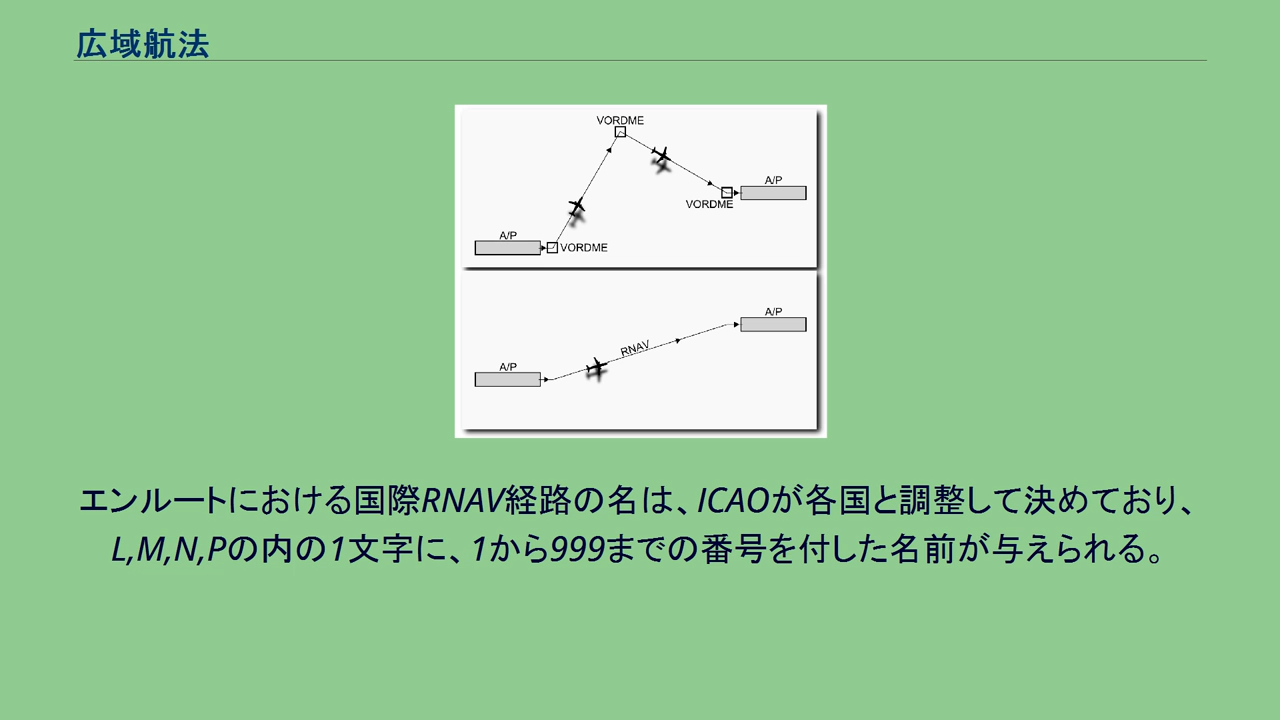 広域航法
VORDME
A/P
VORDME
A/P
VORDME
A/P
RNAV
A/P
エンルートにおける国際RNAV経路の名は、ICAOが各国と調整して決めており、
L,M,N,Pの内の1文字に、1から999までの番号を付した名前が与えられる。